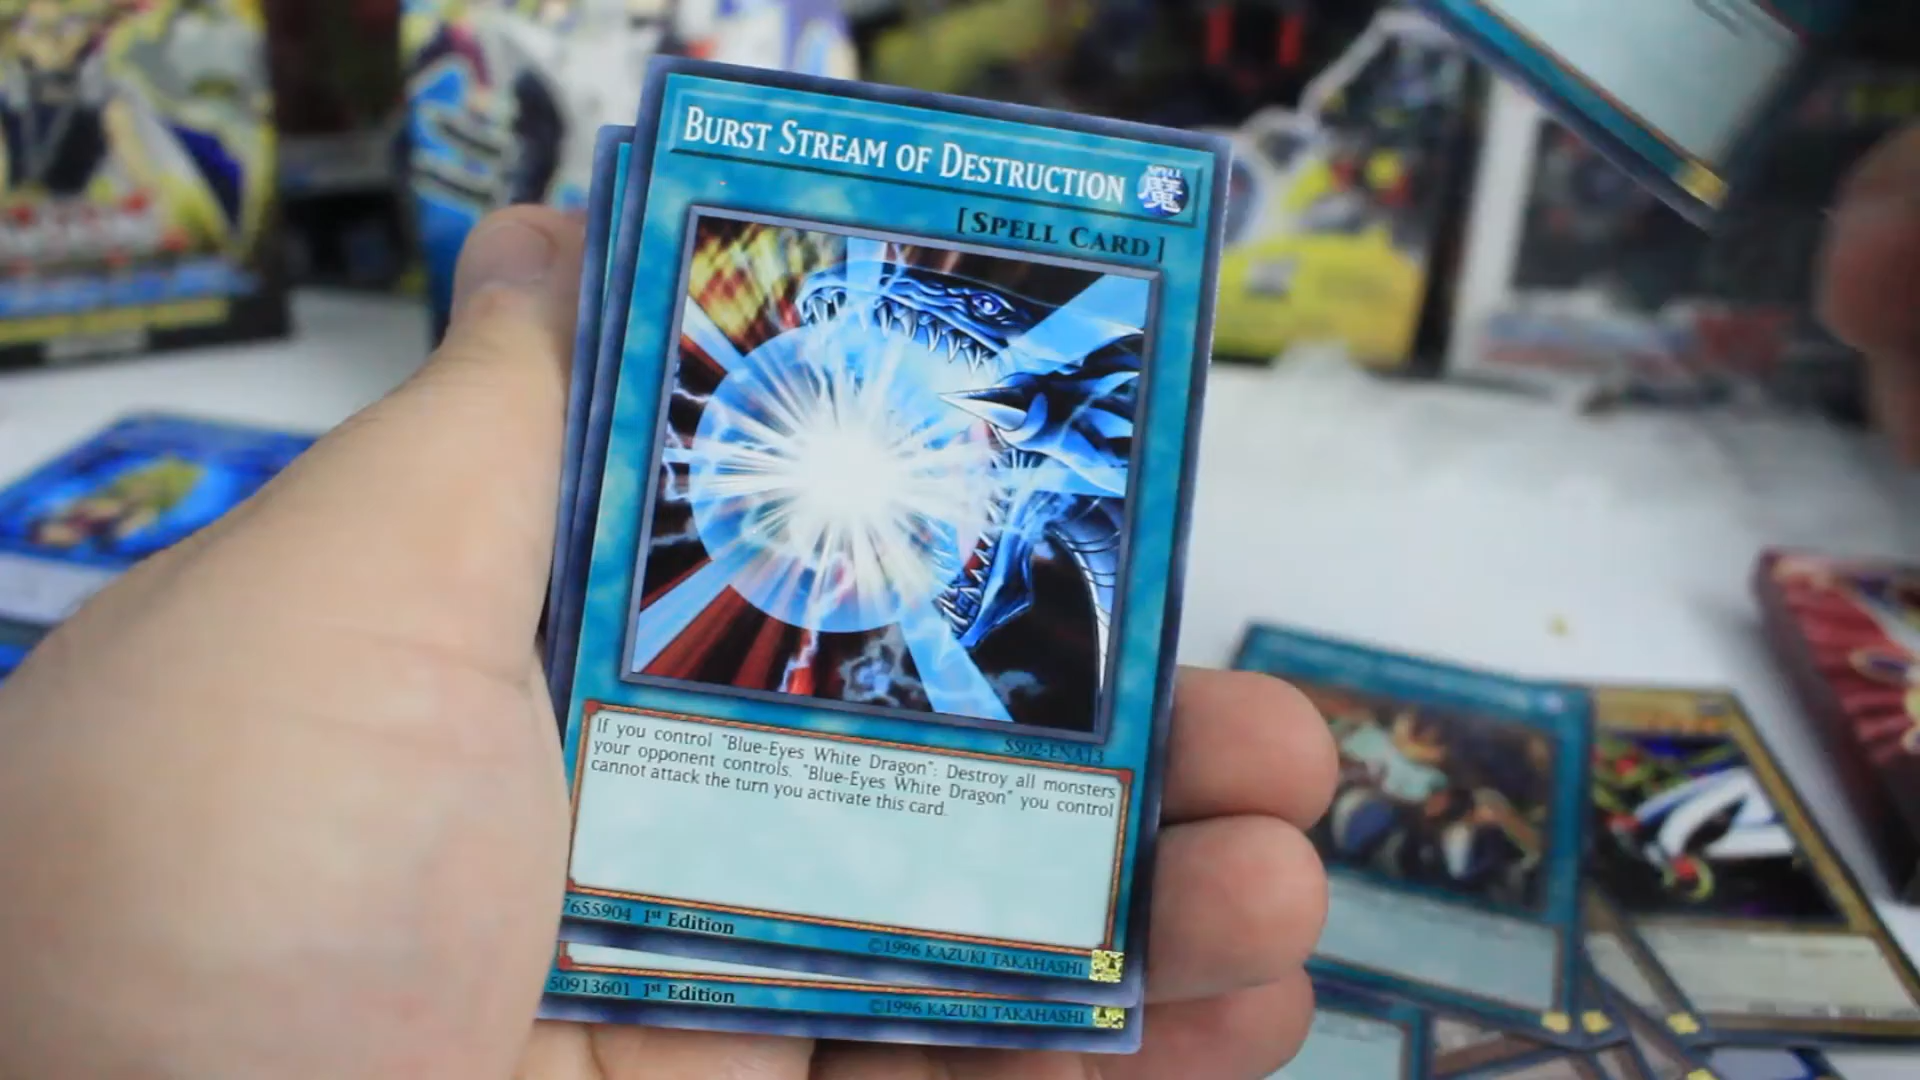 BURST STREAM OF DESTRUCTION
SPELL
魔
[SPELL CARD]
SS02-ENA13
If you control "Blue-Eyes White Dragon": Destroy all monsters
your opponent controls. "Blue-Eyes White Dragon" you control
cannot attack the turn you activate this card.
7655904 1st Edition
©1996 KAZUKI TAKAHASHI
50913601 1st Edition
©1996 KAZUKI TAKAHASHI